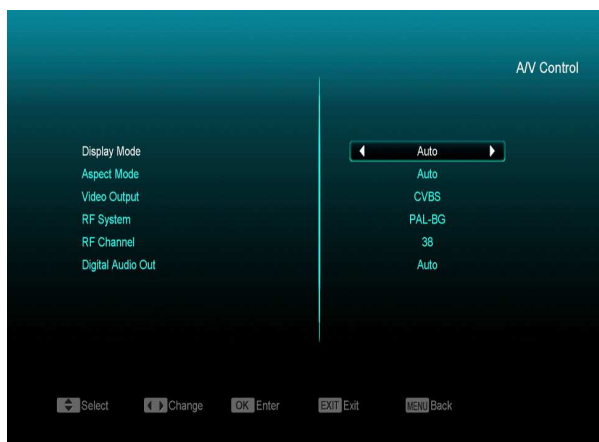 A/V Control
Display Mode Auto
Aspect Mode Auto
Video Output CVBS
RF System PAL-BG
RF Channel 38
Digital Audio Out Auto
Select Change OK Enter EXIT Exit MENU Back